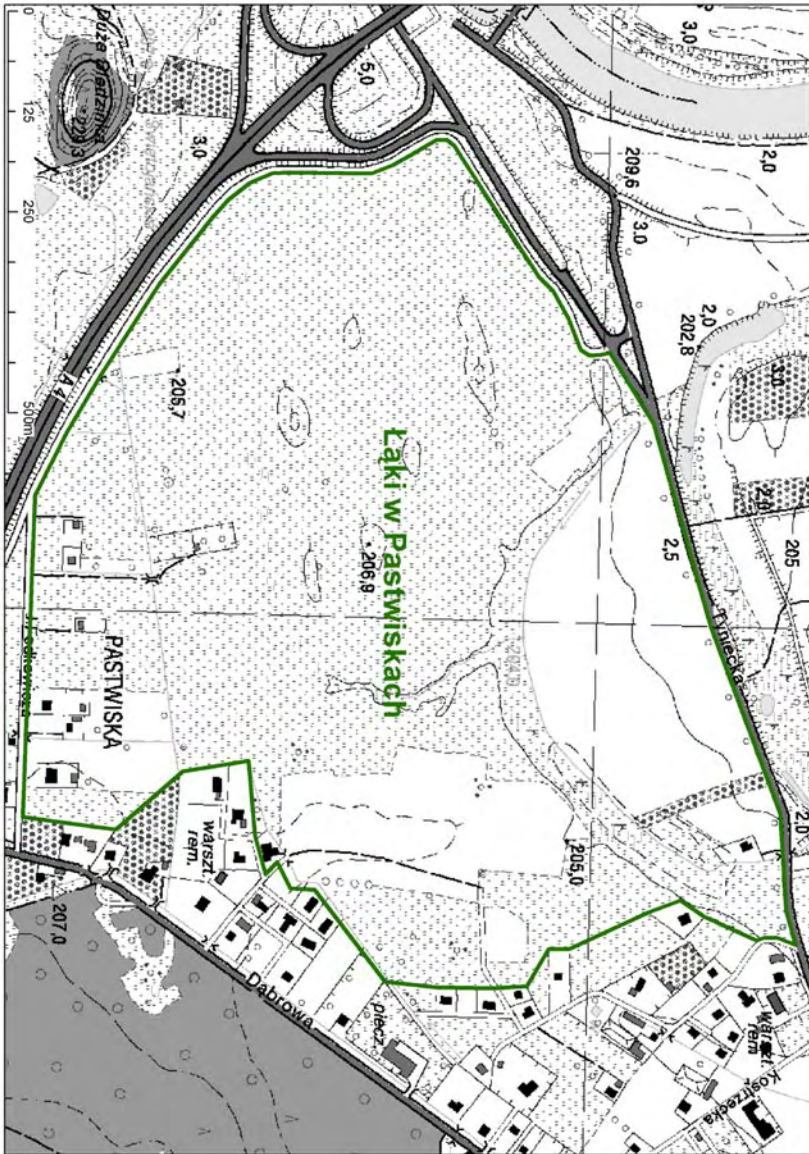 Kostrzecka
warszt.
rem.
2,0
Tyniecka
2,5
205
2,0
3,0
2,0
202,8
3.0
209,6
2,0
3,0
205,0
piecz.
Dąbrowa
Łąki w Pastwiskach
206,9
206,7
5,0
warszt.
rem.
207.0
PASTWISKA
A 4
3.0
0
125
250
500m